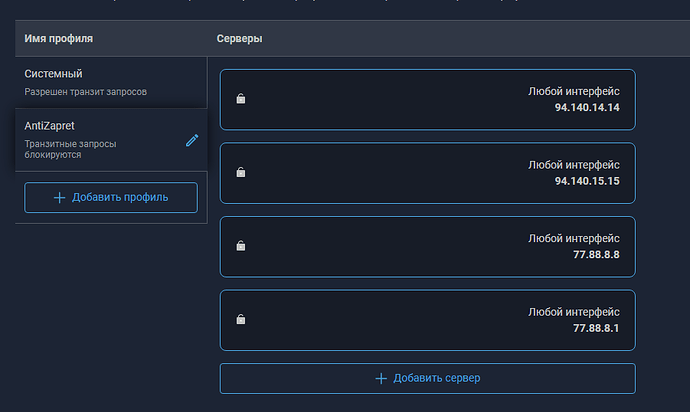 Имя профиля
Серверы
Системный
Разрешен транзит запросов
AntiZapret
Транзитные запросы
блокируются
Добавить профиль
Любой интерфейс
94.140.14.14
Любой интерфейс
94.140.15.15
Любой интерфейс
77.88.8.8
Любой интерфейс
77.88.8.1
Добавить сервер